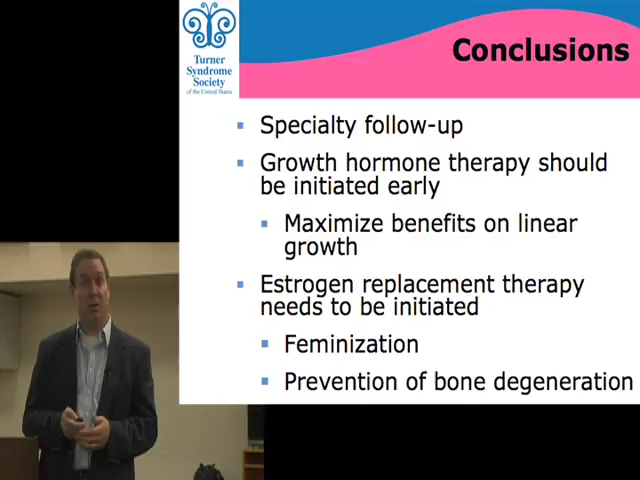 Turner
Syndrome
Society
of the United States
Conclusions
Specialty follow-up
Growth hormone therapy should
be initiated early
Maximize benefits on linear
growth
Estrogen replacement therapy
needs to be initiated
Feminization
Prevention of bone degeneration